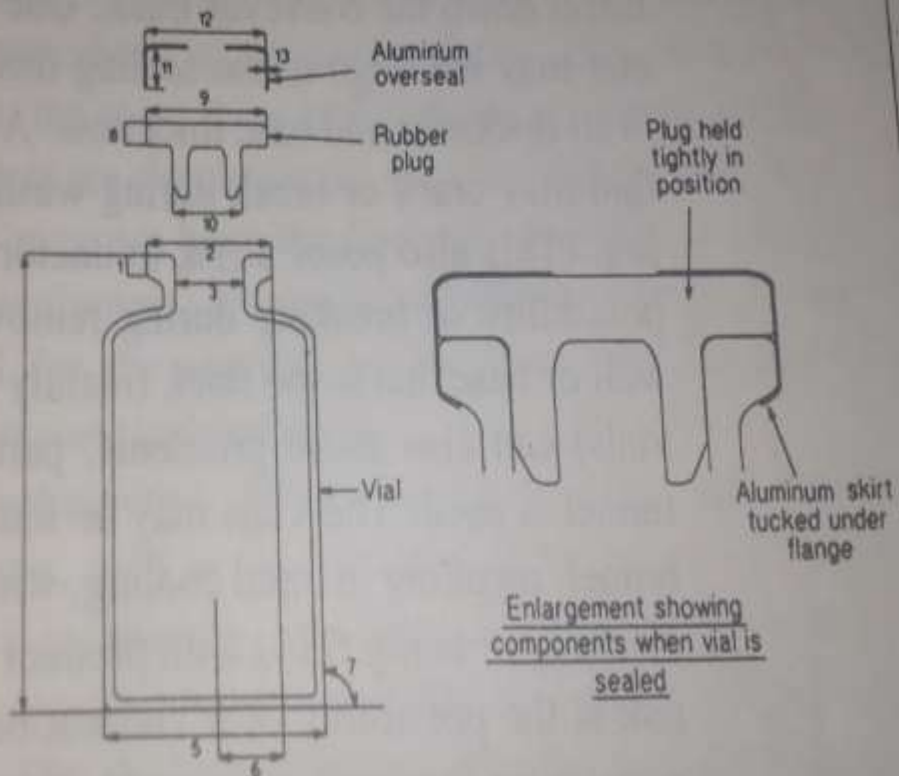 12
11
13
Aluminum
overseal
9
8
Rubber
plug
10
2
1
3
Vial
7
5
6
Plug held
tightly in
position
Aluminum skirt
tucked under
flange
Enlargement showing
components when vial is
sealed